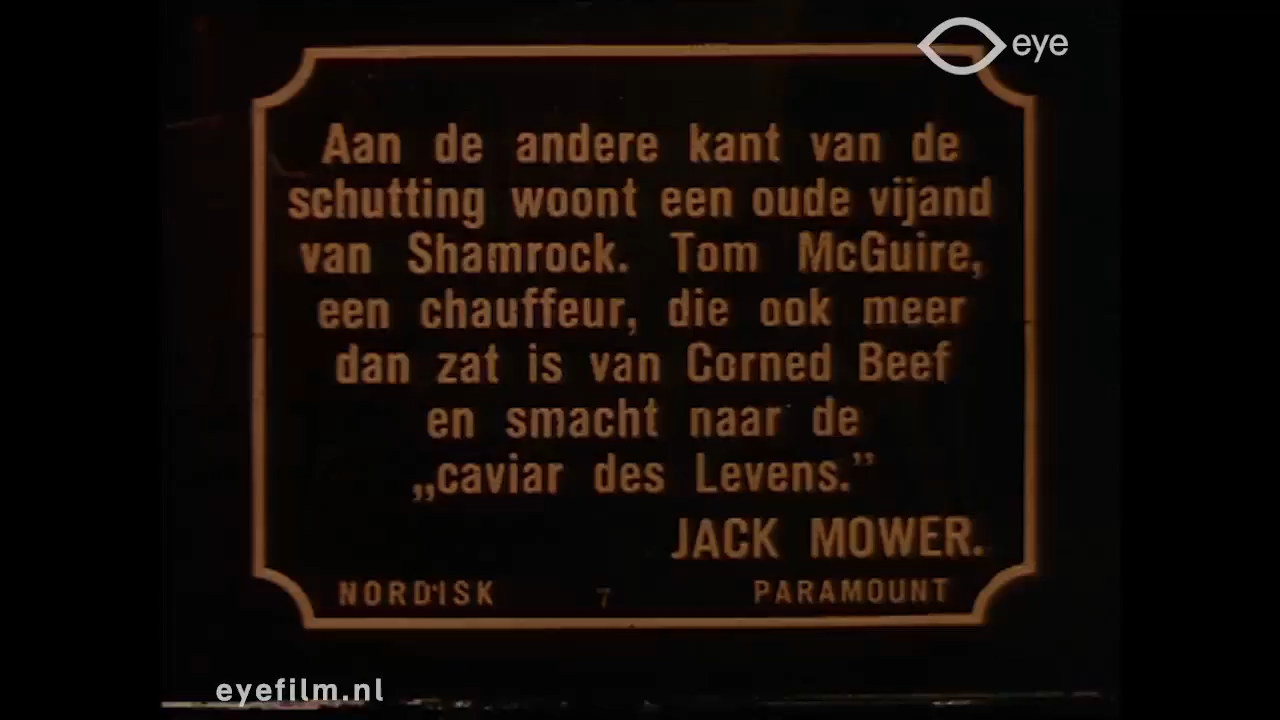 eye
Aan de andere kant van de
schutting woont een oude vijand
van Shamrock. Tom McGuire,
een chauffeur, die ook meer
dan zat is van Corned Beef
en smacht naar de
„caviar des Levens.”
JACK MOWER.
NORDISK 7 PARAMOUNT
eyefilm.nl